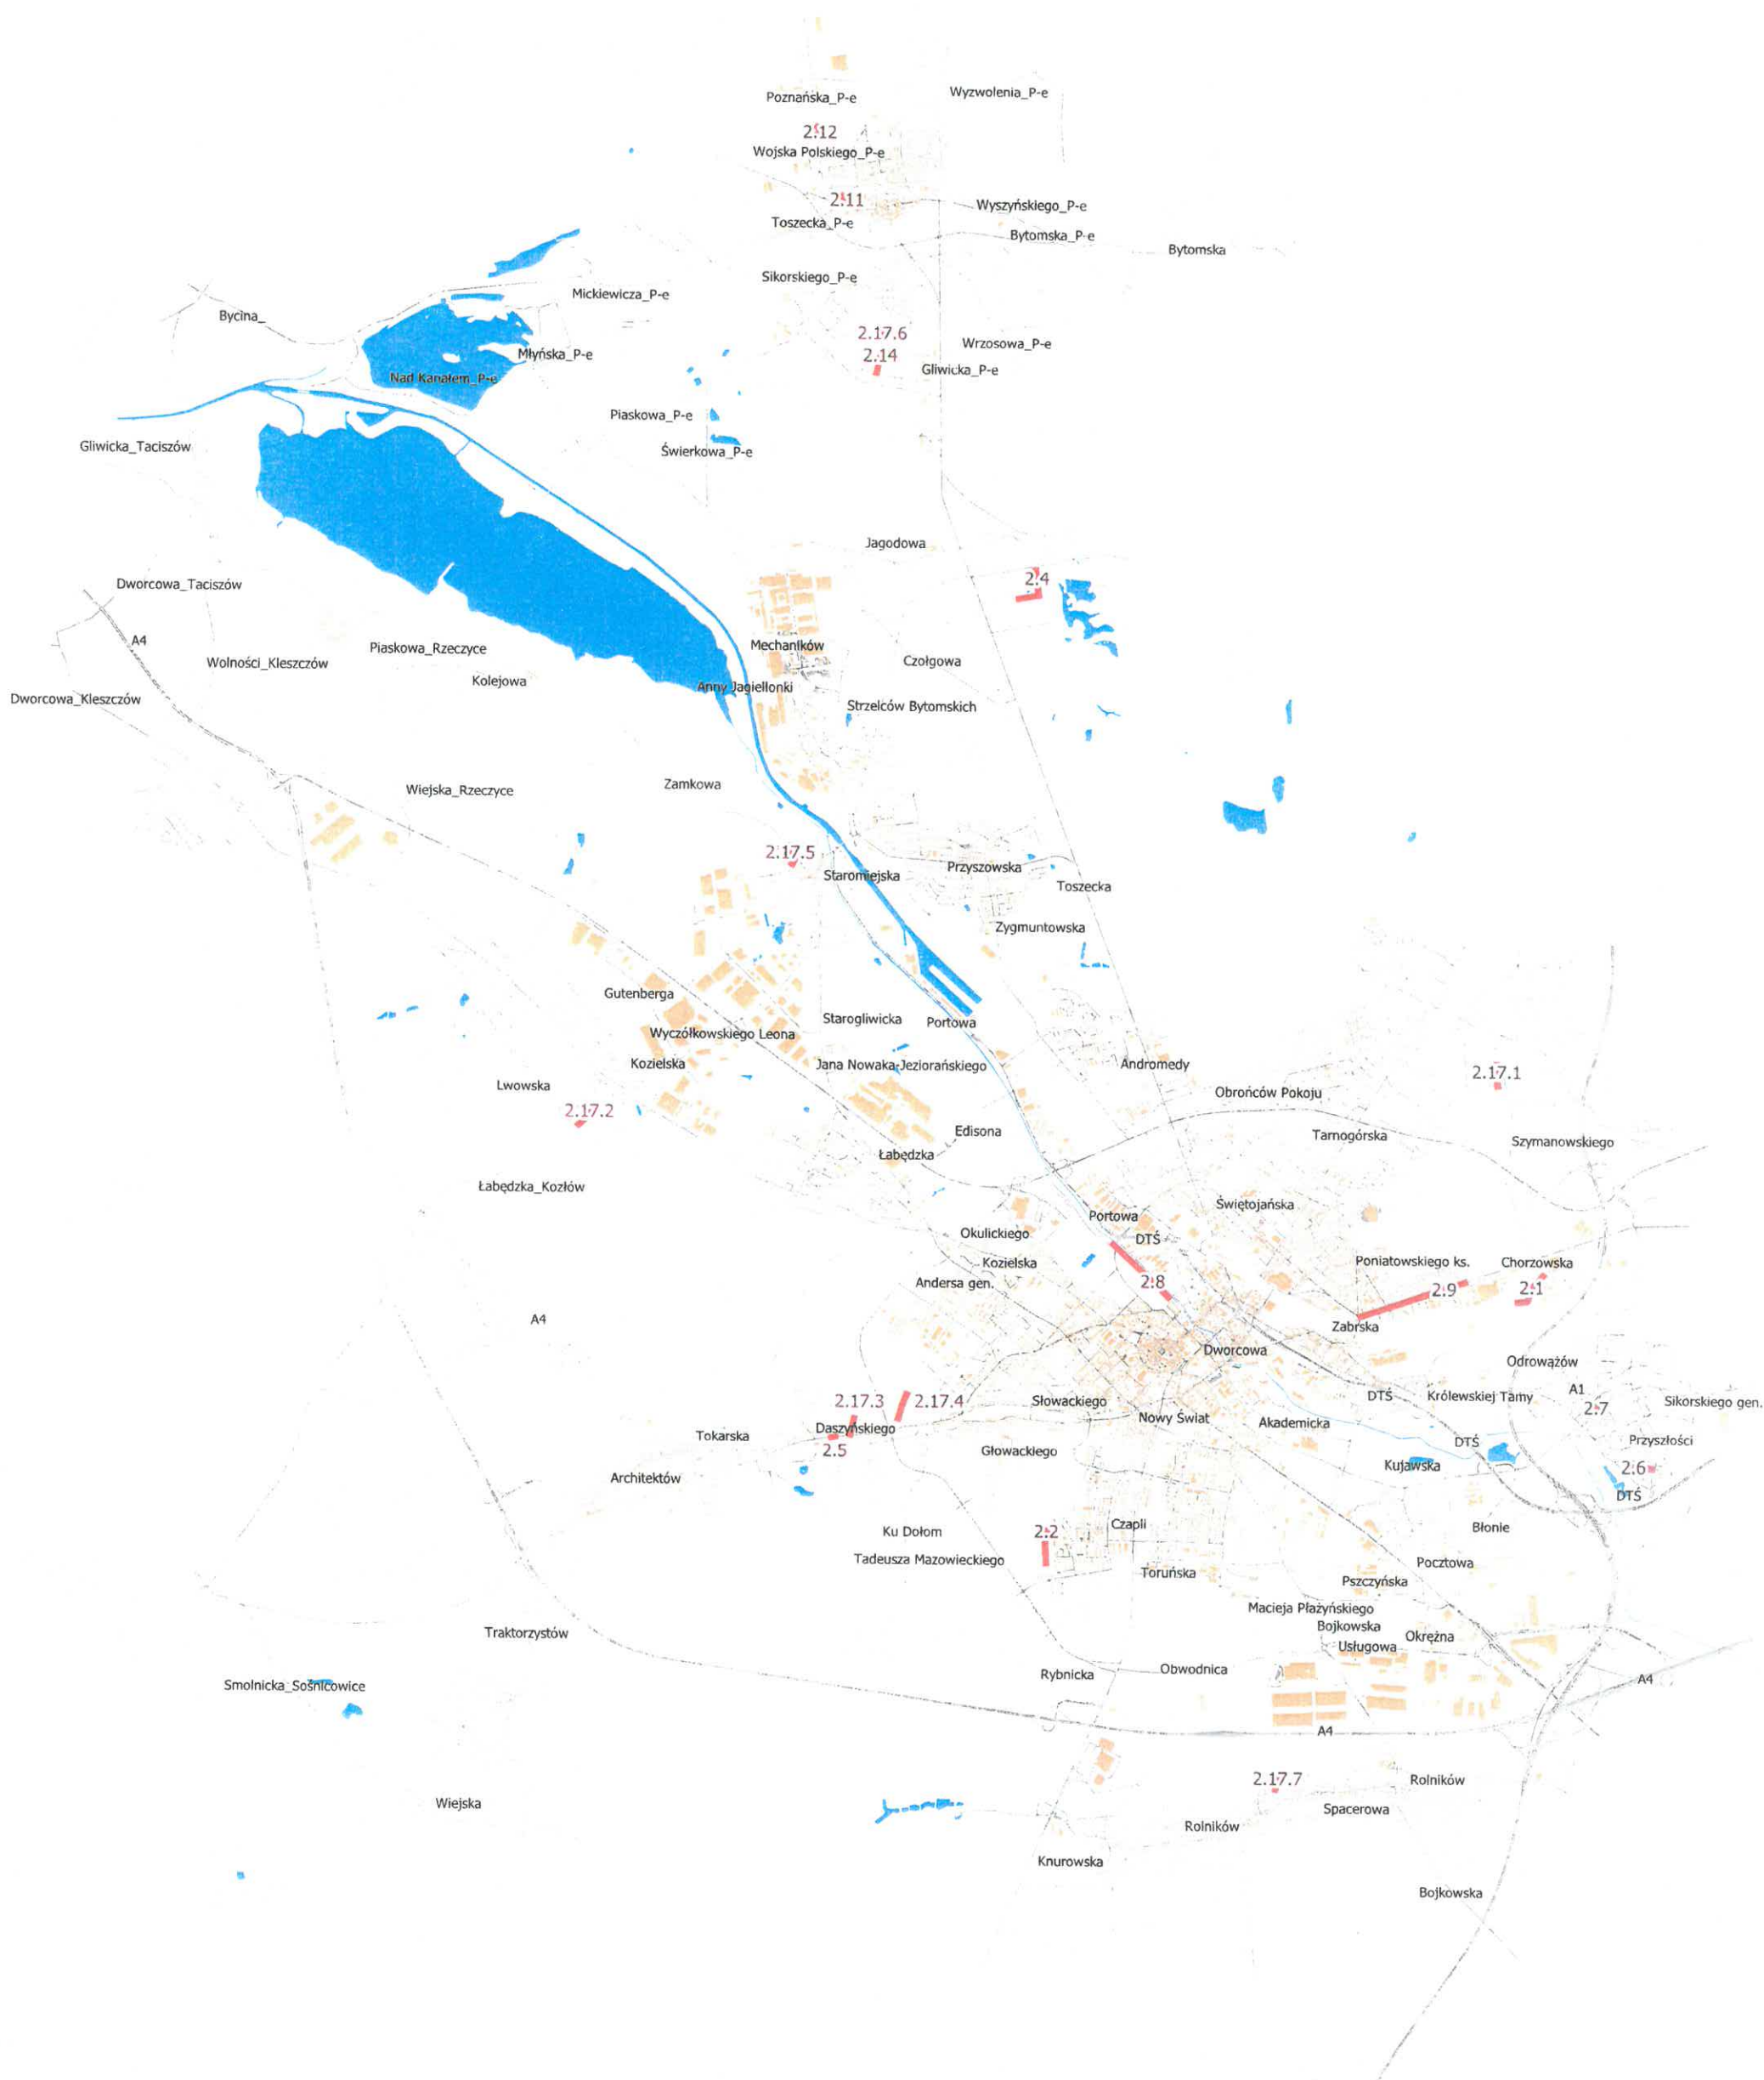 Poznańska_P-e
Wyzwolenia_P-e
2.12
Wojska Polskiego_P-e
2.11
Wyszyńskiego_P-e
Toszecka_P-e
Bytomska_P-e
Bytomska
Sikorskiego_P-e
Mickiewicza_P-e
Bycina_
2.17.6
Wrzosowa_P-e
Młyńska_P-e
2.14
Gliwicka_P-e
Nad Kanałem_P-e
Piaskowa_P-e
Gliwicka_Taciszów
Świerkowa_P-e
Jagodowa
2.4
Dworcowa_Taciszów
A4
Mechaników
Piaskowa_Rzeczyce
Wolności_Kleszczów
Czołgowa
Kolejowa
Anny Jagiellonki
Dworcowa_Kleszczów
Strzelców Bytomskich
Zamkowa
Wiejska_Rzeczyce
2.17.5
Przyszowska
Staromiejska
Toszecka
Zygmuntowska
Gutenberga
Starogliwicka
Portowa
Wyczółkowskiego Leona
Kozielska
Jana Nowaka-Jeziorańskiego
Andromedy
2.17.1
Lwowska
Obrońców Pokoju
2.17.2
Edisona
Tarnogórska
Szymanowskiego
Łabędzka
Łabędzka_Kozłów
Świętojańska
Portowa
Okulickiego
DTŚ
Kozielska
Poniatowskiego ks.
Chorzowska
Andersa gen.
2.8
2.9
2.1
A4
Zabrska
Dworcowa
Odrowążów
A1
2.17.3
2.17.4
Słowackiego
DTŚ
Królewskiej Tamy
Sikorskiego gen.
2.7
Nowy Świat
Akademicka
Daszyńskiego
Tokarska
2.5
Głowackiego
DTŚ
Przyszłości
Kujawska
2.6
Architektów
DTŚ
Czapli
Błonie
Ku Dołom
2.2
Tadeusza Mazowieckiego
Pocztowa
Toruńska
Pszczyńska
Macieja Płażyńskiego
Bojkowska
Traktorzystów
Okrężna
Usługowa
Rybnicka
Obwodnica
A4
Smolnicka_Sośnicowice
A4
2.17.7
Rolników
Wiejska
Spacerowa
Rolników
Knurowska
Bojkowska